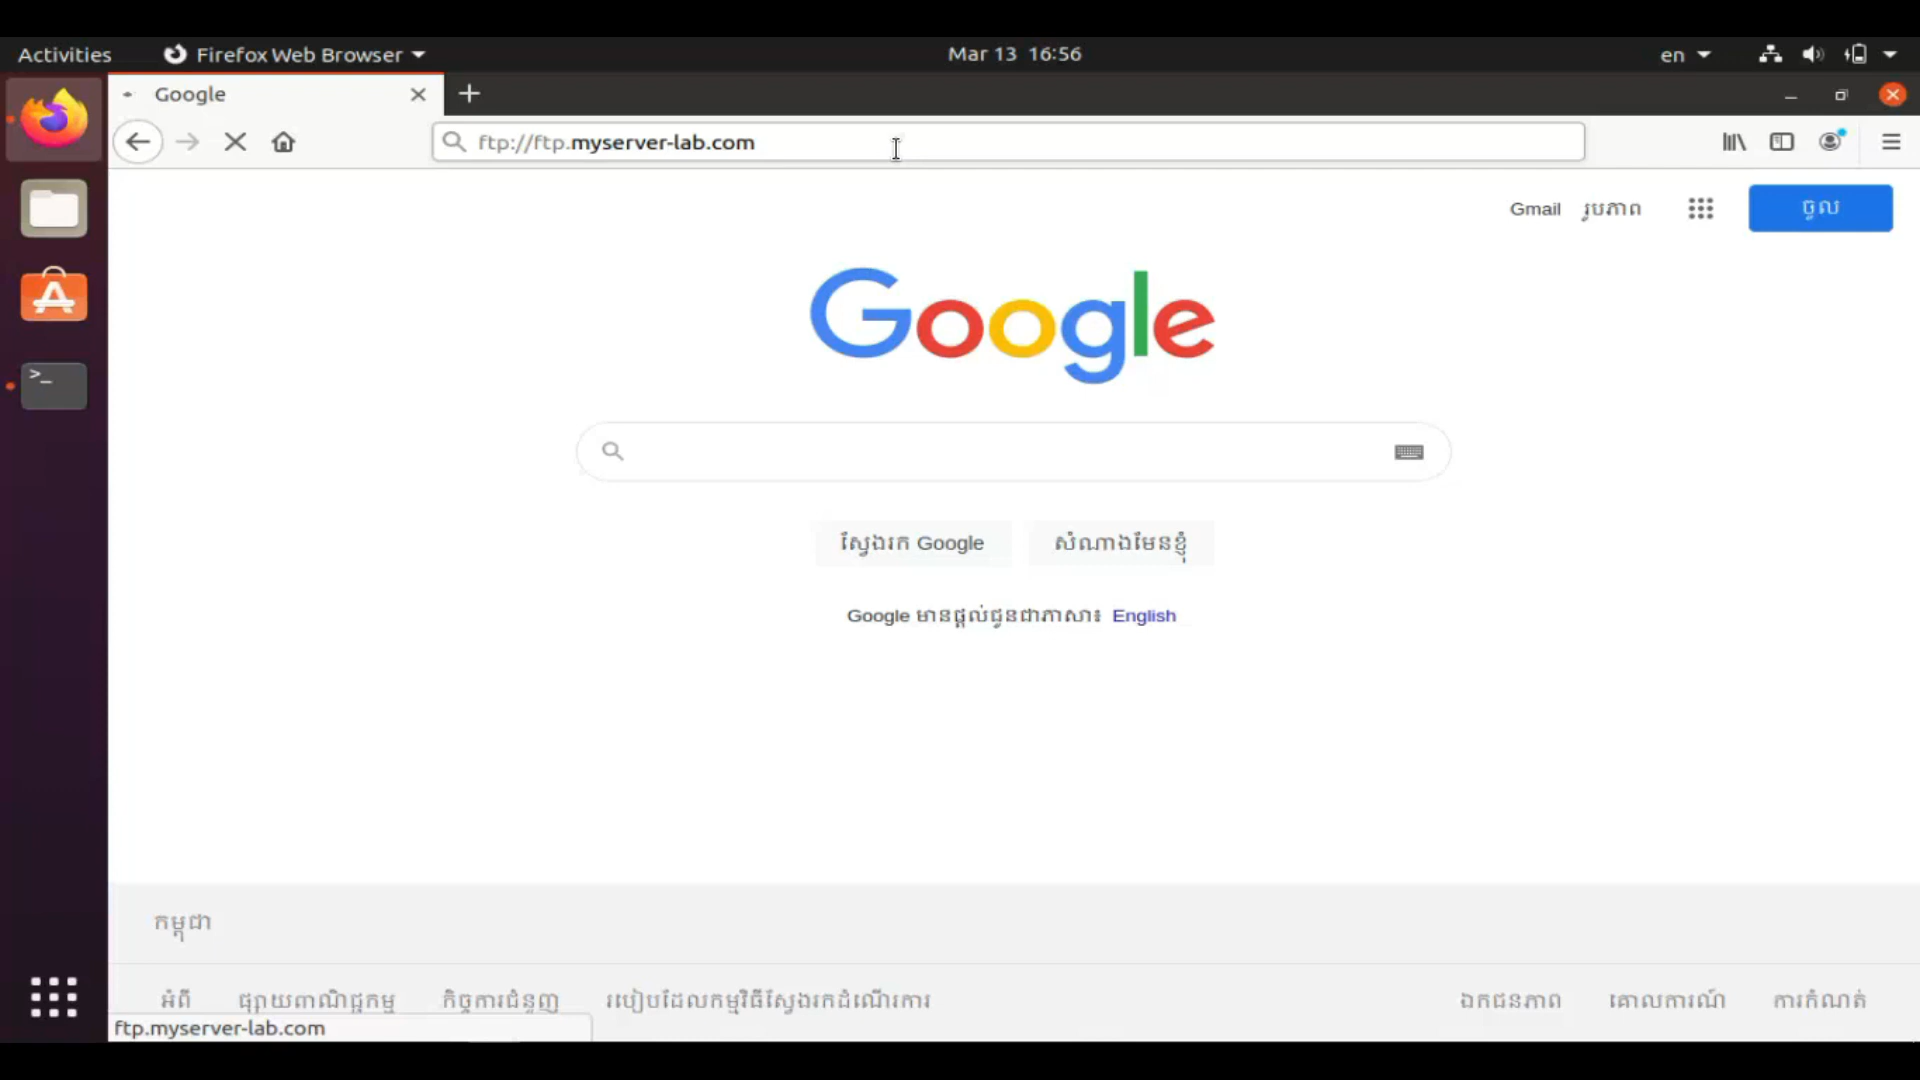 Activities Firefox Web Browser Mar 13 16:56 en
Google
ftp://ftp.myserver-lab.com
Gmail រូបភាព ចូល
Google
ស្វែងរក Google សំណាងមែនខ្ញុំ
Google មានផ្តល់ជូនជាភាសា៖ English
កម្ពុជា
អំពី ផ្សាយពាណិជ្ជកម្ម កិច្ចការជំនួញ របៀបដែលកម្មវិធីស្វែងរកដំណើរការ ឯកជនភាព គោលការណ៍ ការកំណត់
ftp.myserver-lab.com